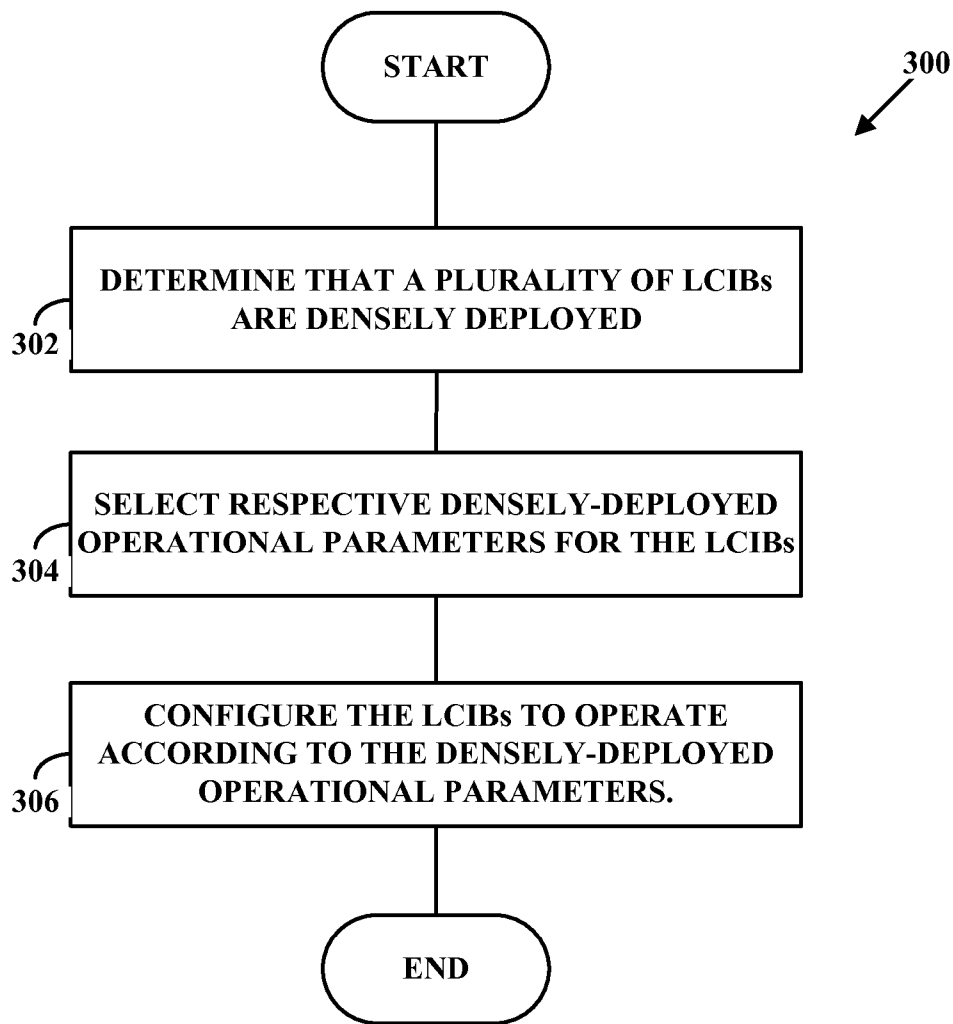 START
300
DETERMINE THAT A PLURALITY OF LCIBs
ARE DENSELY DEPLOYED
302
SELECT RESPECTIVE DENSELY-DEPLOYED
OPERATIONAL PARAMETERS FOR THE LCIBs
304
CONFIGURE THE LCIBs TO OPERATE
ACCORDING TO THE DENSELY-DEPLOYED
OPERATIONAL PARAMETERS.
306
END